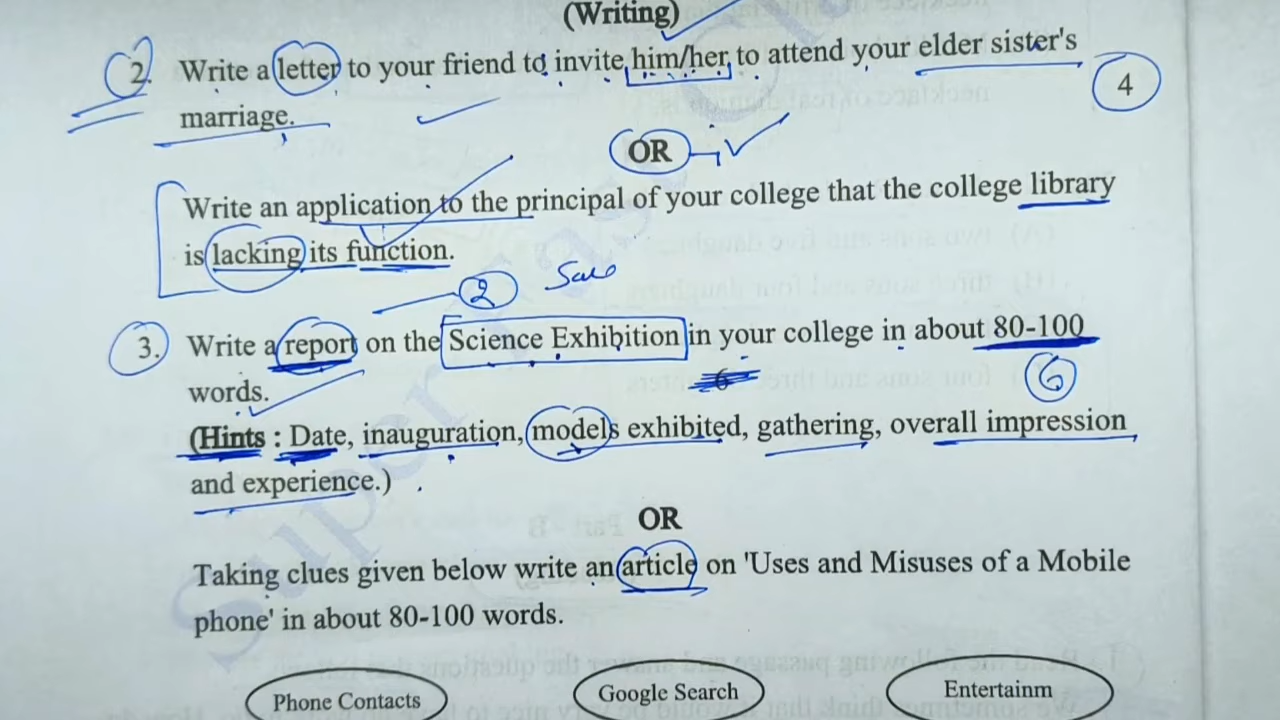 (Writing)
2. Write a letter to your friend to invite him/her to attend your elder sister's
marriage.
4
OR
Write an application to the principal of your college that the college library
is lacking its function.
2
3. Write a report on the Science Exhibition in your college in about 80-100
words.
6
6
(Hints : Date, inauguration, models exhibited, gathering, overall impression
and experience.)
OR
Taking clues given below write an article on 'Uses and Misuses of a Mobile
phone' in about 80-100 words.
Phone Contacts Google Search Entertainm